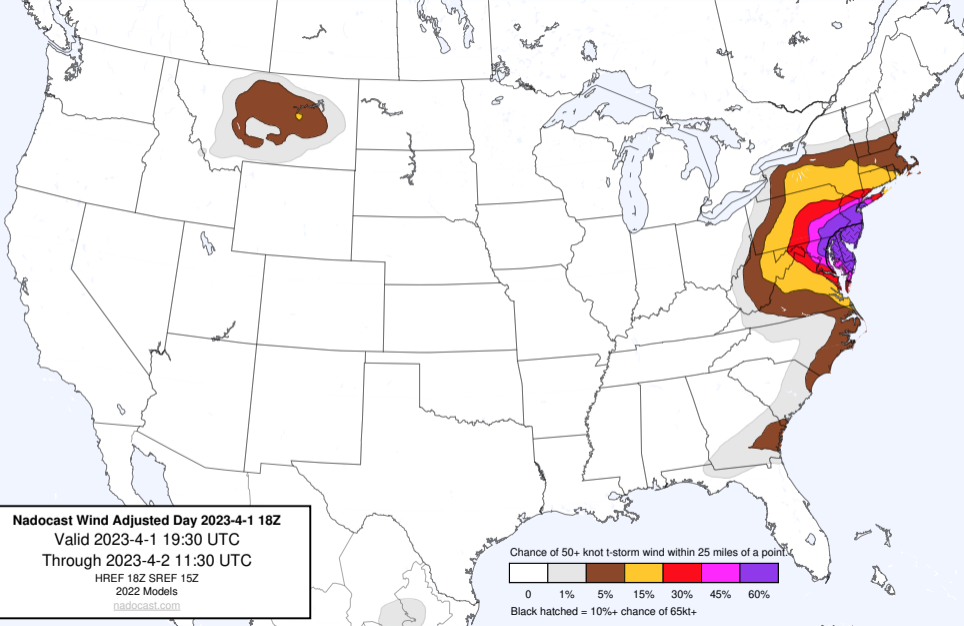 Nadocast Wind Adjusted Day 2023-4-1 18Z
Valid 2023-4-1 19:30 UTC
Through 2023-4-2 11:30 UTC
HREF 18Z SREF 15Z
2022 Models
nadocast.com
Chance of 50+ knot t-storm wind within 25 miles of a point.
0 1% 5% 15% 30% 45% 60%
Black hatched = 10%+ chance of 65kt+